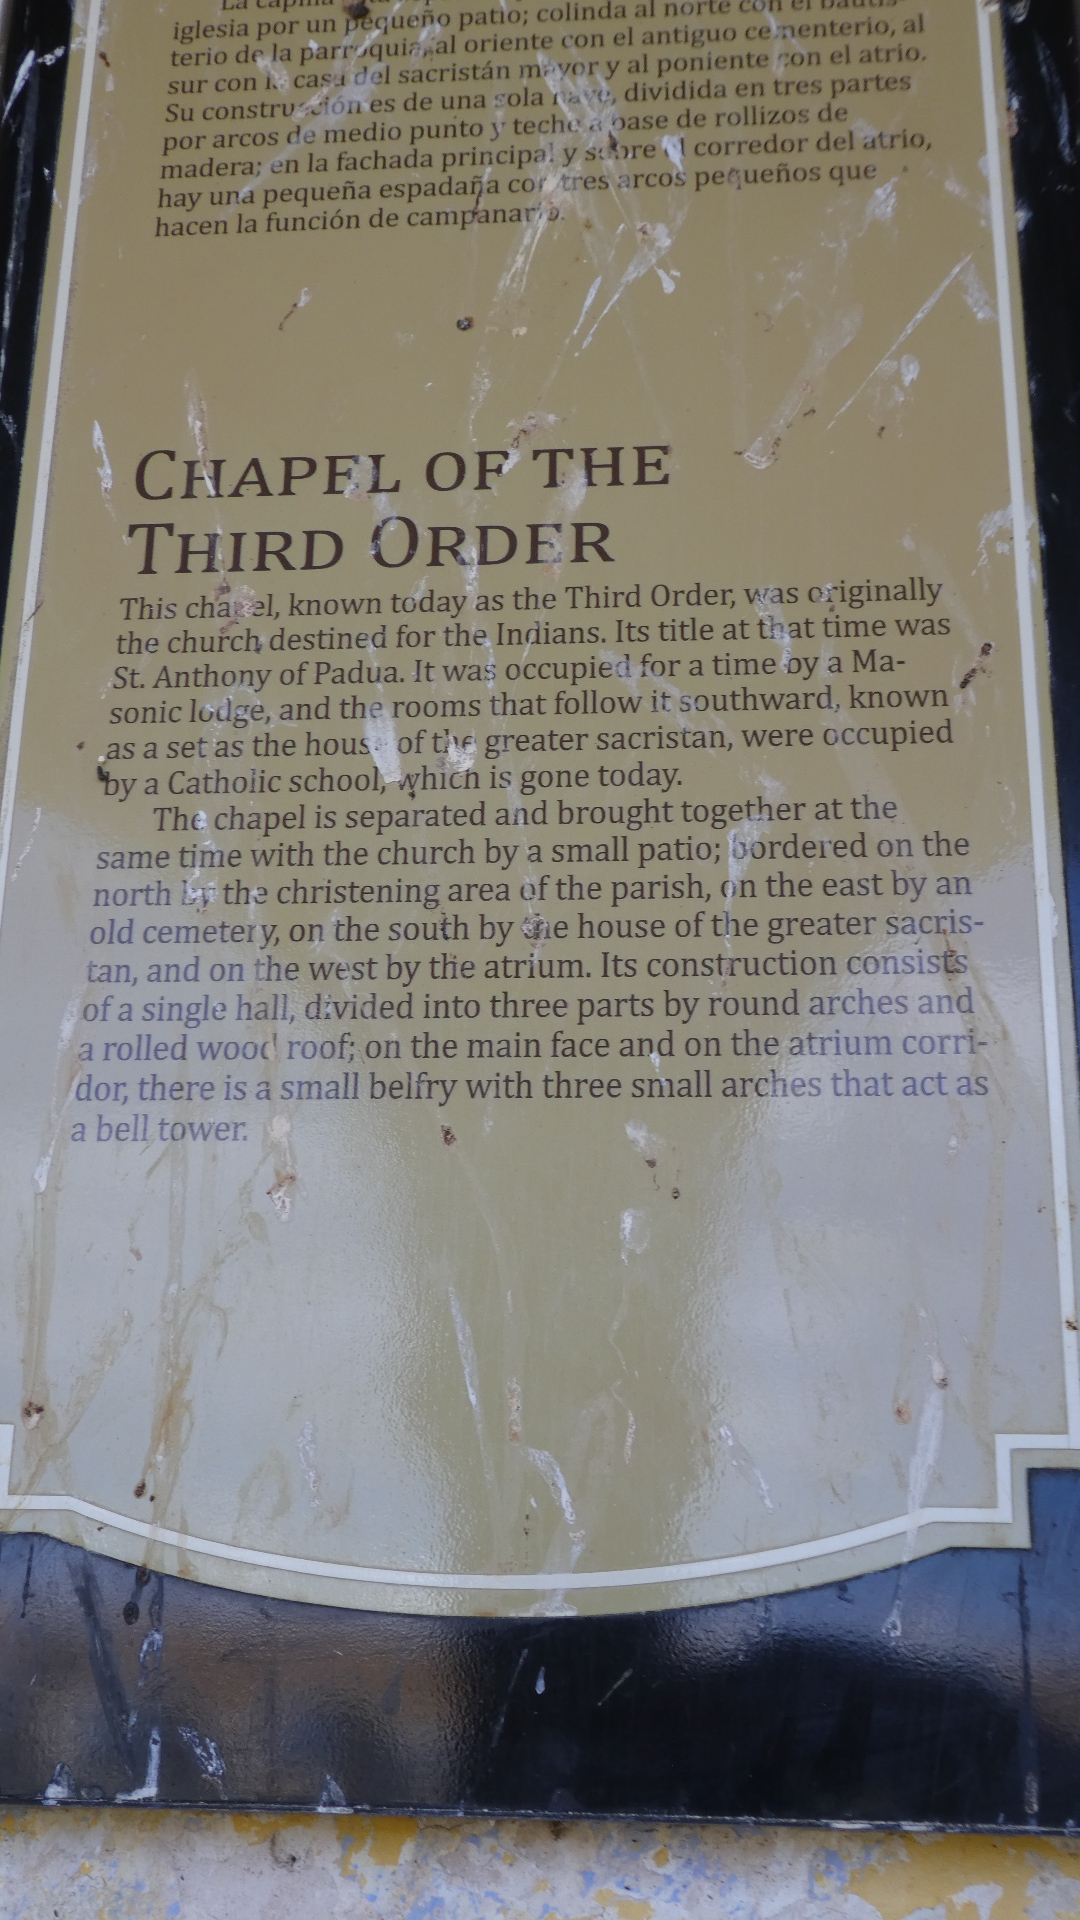 La capilla
iglesia por un pequeño patio; colinda al norte con el bautis-
terio de la parroquia, al oriente con el antiguo cementerio, al
sur con la casa del sacristán mayor y al poniente con el atrio.
Su construcción es de una sola nave, dividida en tres partes
por arcos de medio punto y techo a base de rollizos de
madera; en la fachada principal y sobre el corredor del atrio,
hay una pequeña espadaña con tres arcos pequeños que
hacen la función de campanario.
CHAPEL OF THE
THIRD ORDER
This chapel, known today as the Third Order, was originally
the church destined for the Indians. Its title at that time was
St. Anthony of Padua. It was occupied for a time by a Ma-
sonic lodge, and the rooms that follow it southward, known
as a set as the house of the greater sacristan, were occupied
by a Catholic school, which is gone today.
The chapel is separated and brought together at the
same time with the church by a small patio; bordered on the
north by the christening area of the parish, on the east by an
old cemetery, on the south by the house of the greater sacris-
tan, and on the west by the atrium. Its construction consists
of a single hall, divided into three parts by round arches and
a rolled wood roof; on the main face and on the atrium corri-
dor, there is a small belfry with three small arches that act as
a bell tower.